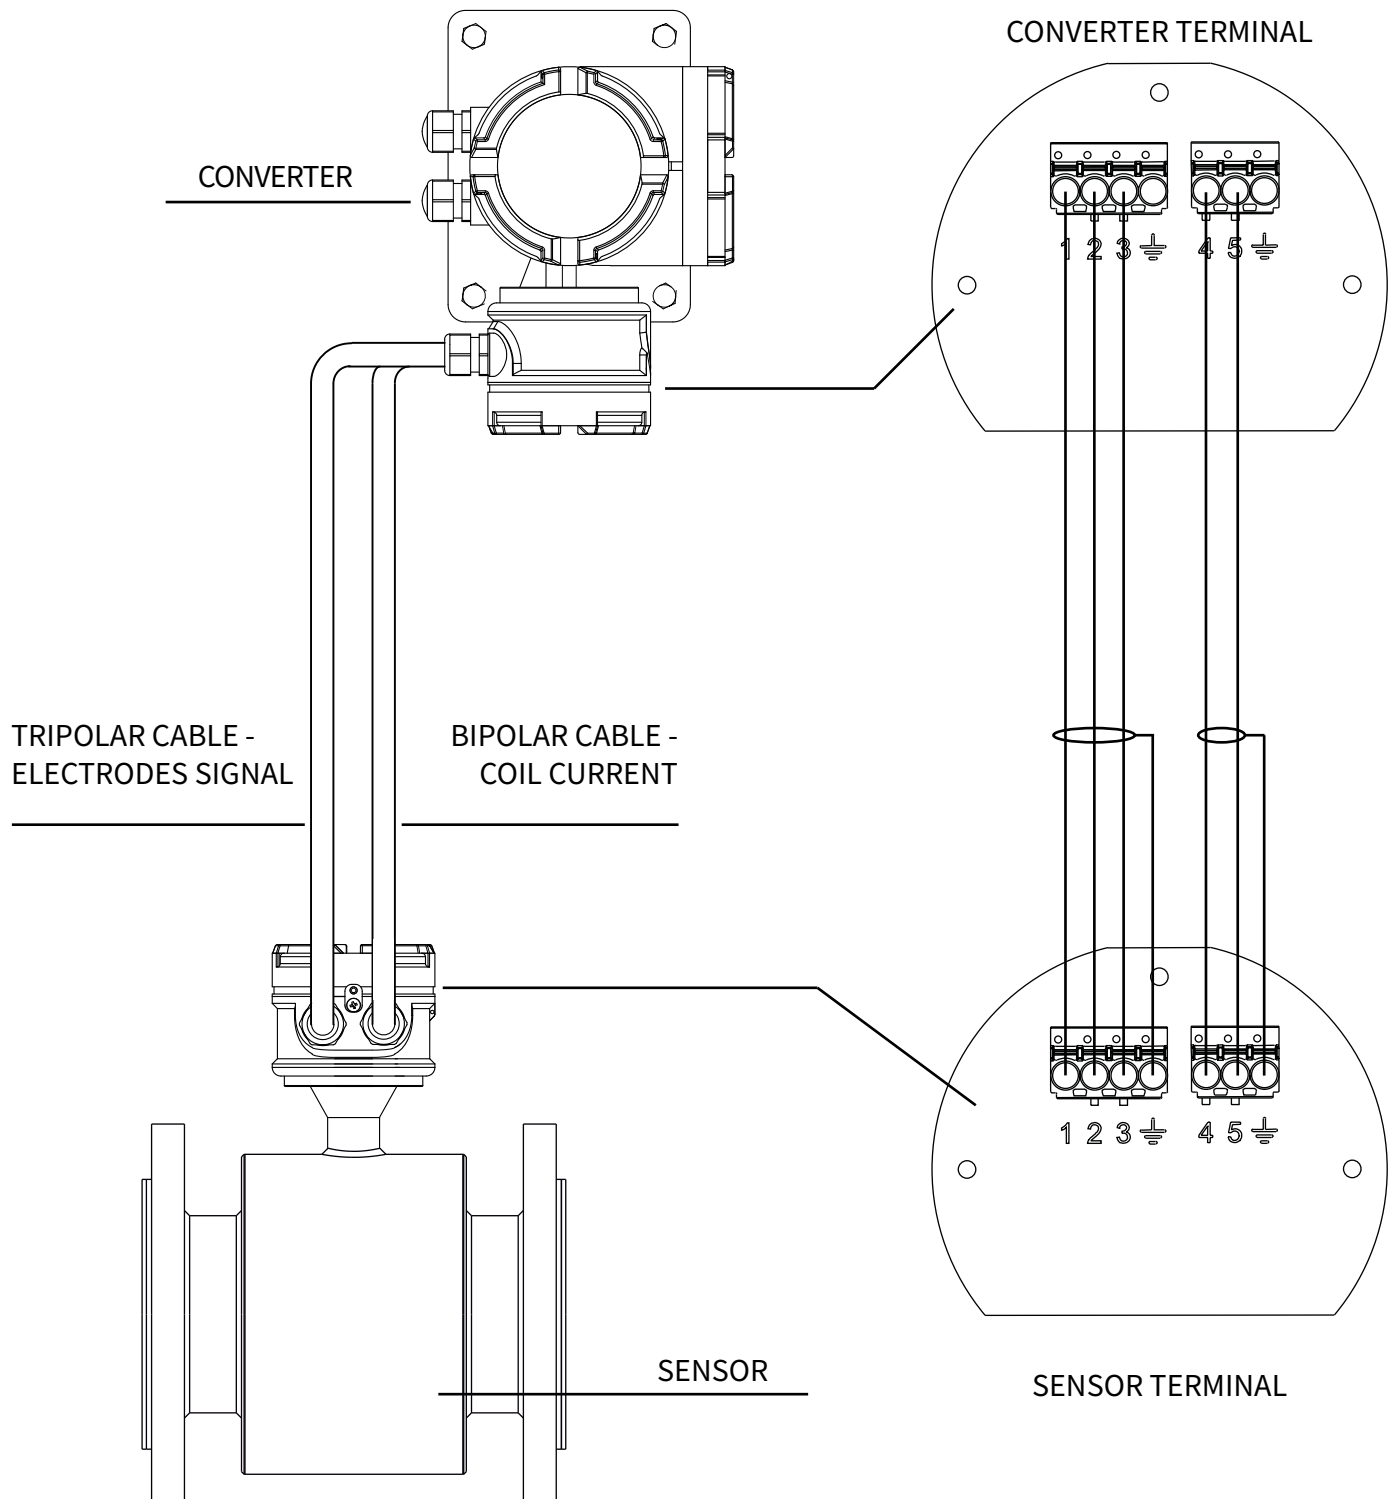 CONVERTER TERMINAL
CONVERTER
1 2 3 4 5
TRIPOLAR CABLE -
ELECTRODES SIGNAL
BIPOLAR CABLE -
COIL CURRENT
1 2 3 4 5
SENSOR
SENSOR TERMINAL